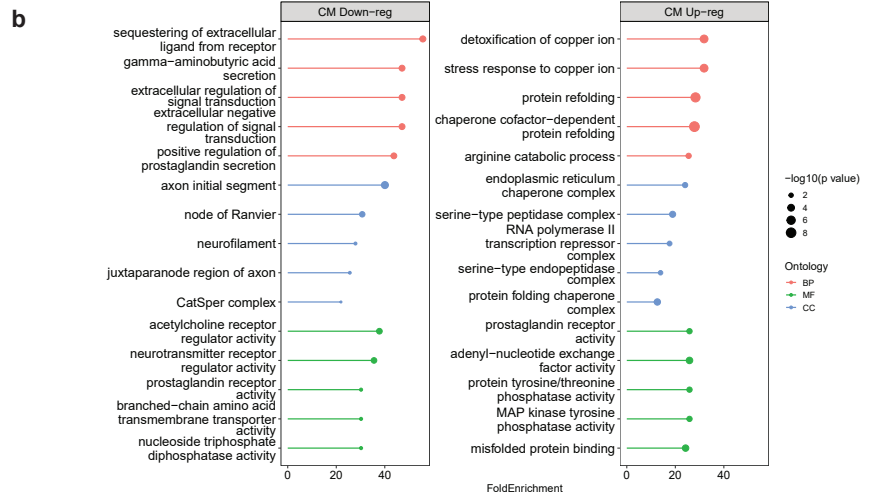 b
CM Down-reg
sequestering of extracellular
ligand from receptor
gamma-aminobutyric acid
secretion
extracellular regulation of
signal transduction
extracellular negative
regulation of signal
transduction
positive regulation of
prostaglandin secretion
axon initial segment
node of Ranvier
neurofilament
juxtaparanode region of axon
CatSper complex
acetylcholine receptor
regulator activity
neurotransmitter receptor
regulator activity
prostaglandin receptor
activity
branched-chain amino acid
transmembrane transporter
activity
nucleoside triphosphate
diphosphatase activity
0 20 40
CM Up-reg
detoxification of copper ion
stress response to copper ion
protein refolding
chaperone cofactor-dependent
protein refolding
arginine catabolic process
endoplasmic reticulum
chaperone complex
serine-type peptidase complex
RNA polymerase II
transcription repressor
complex
serine-type endopeptidase
complex
protein folding chaperone
complex
prostaglandin receptor
activity
adenyl-nucleotide exchange
factor activity
protein tyrosine/threonine
phosphatase activity
MAP kinase tyrosine
phosphatase activity
misfolded protein binding
0 20 40
FoldEnrichment
-log10(p value)
2
4
6
8
Ontology
BP
MF
CC